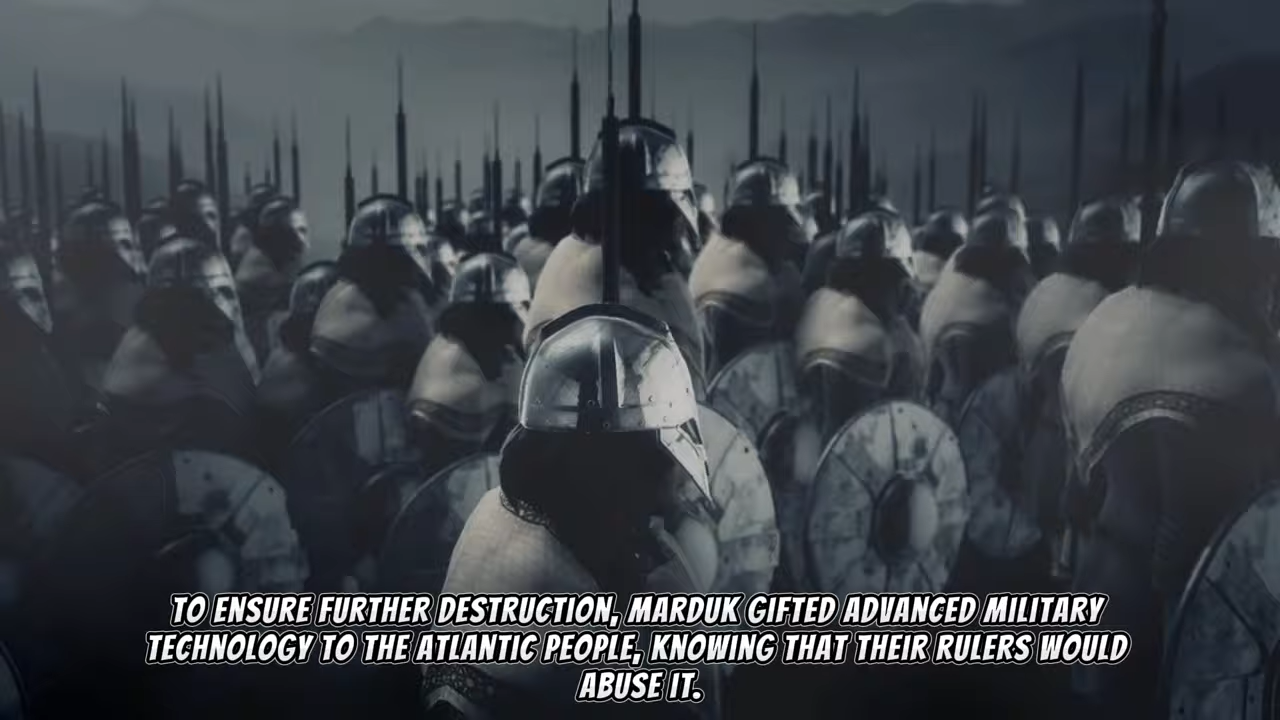 TO ENSURE FURTHER DESTRUCTION, MARDUK GIFTED ADVANCED MILITARY
TECHNOLOGY TO THE ATLANTIC PEOPLE, KNOWING THAT THEIR RULERS WOULD
ABUSE IT.